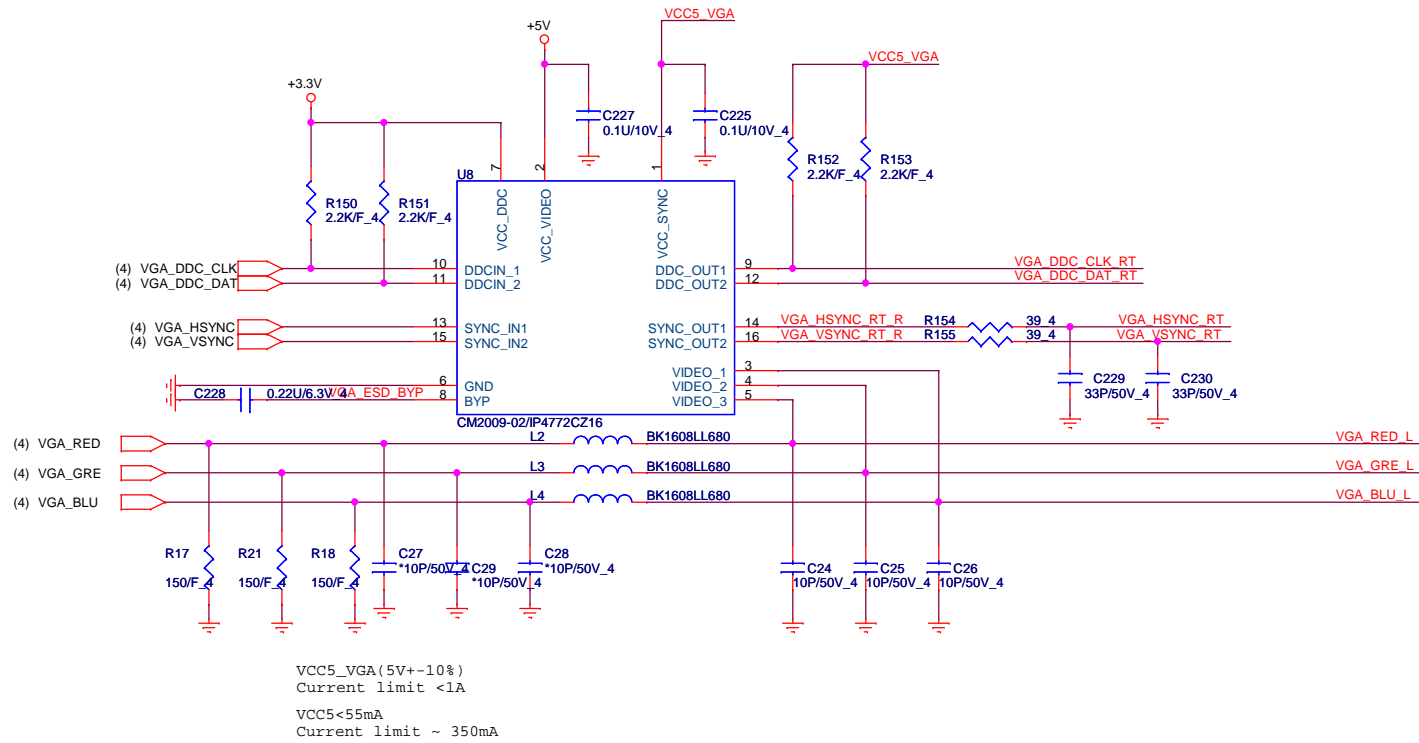 VCC5_VGA
+5V
VCC5_VGA
+3.3V
C227
0.1U/10V_4
C225
0.1U/10V_4
R152
2.2K/F_4
R153
2.2K/F_4
7
2
1
U8
R150
2.2K/F_4
R151
2.2K/F_4
VCC_DDC
VCC_VIDEO
VCC_SYNC
(4) VGA_DDC_CLK
10
DDCIN_1
DDC_OUT1
9
VGA_DDC_CLK_RT
(4) VGA_DDC_DAT
11
DDCIN_2
DDC_OUT2
12
VGA_DDC_DAT_RT
(4) VGA_HSYNC
13
SYNC_IN1
SYNC_OUT1
14
VGA_HSYNC_RT_R
R154
39_4
VGA_HSYNC_RT
(4) VGA_VSYNC
15
SYNC_IN2
SYNC_OUT2
16
VGA_VSYNC_RT_R
R155
39_4
VGA_VSYNC_RT
VIDEO_1
3
6
GND
VIDEO_2
4
C228
0.22U/6.3V_4
VGA_ESD_BYP
8
BYP
VIDEO_3
5
C229
33P/50V_4
C230
33P/50V_4
CM2009-02/IP4772CZ16
(4) VGA_RED
L2
BK1608LL680
VGA_RED_L
(4) VGA_GRE
L3
BK1608LL680
VGA_GRE_L
(4) VGA_BLU
L4
BK1608LL680
VGA_BLU_L
R17
150/F_4
R21
150/F_4
R18
150/F_4
C27
*10P/50V_4
C29
*10P/50V_4
C28
*10P/50V_4
C24
10P/50V_4
C25
10P/50V_4
C26
10P/50V_4
VCC5_VGA(5V+-10%)
Current limit <1A
VCC5<55mA
Current limit ~ 350mA